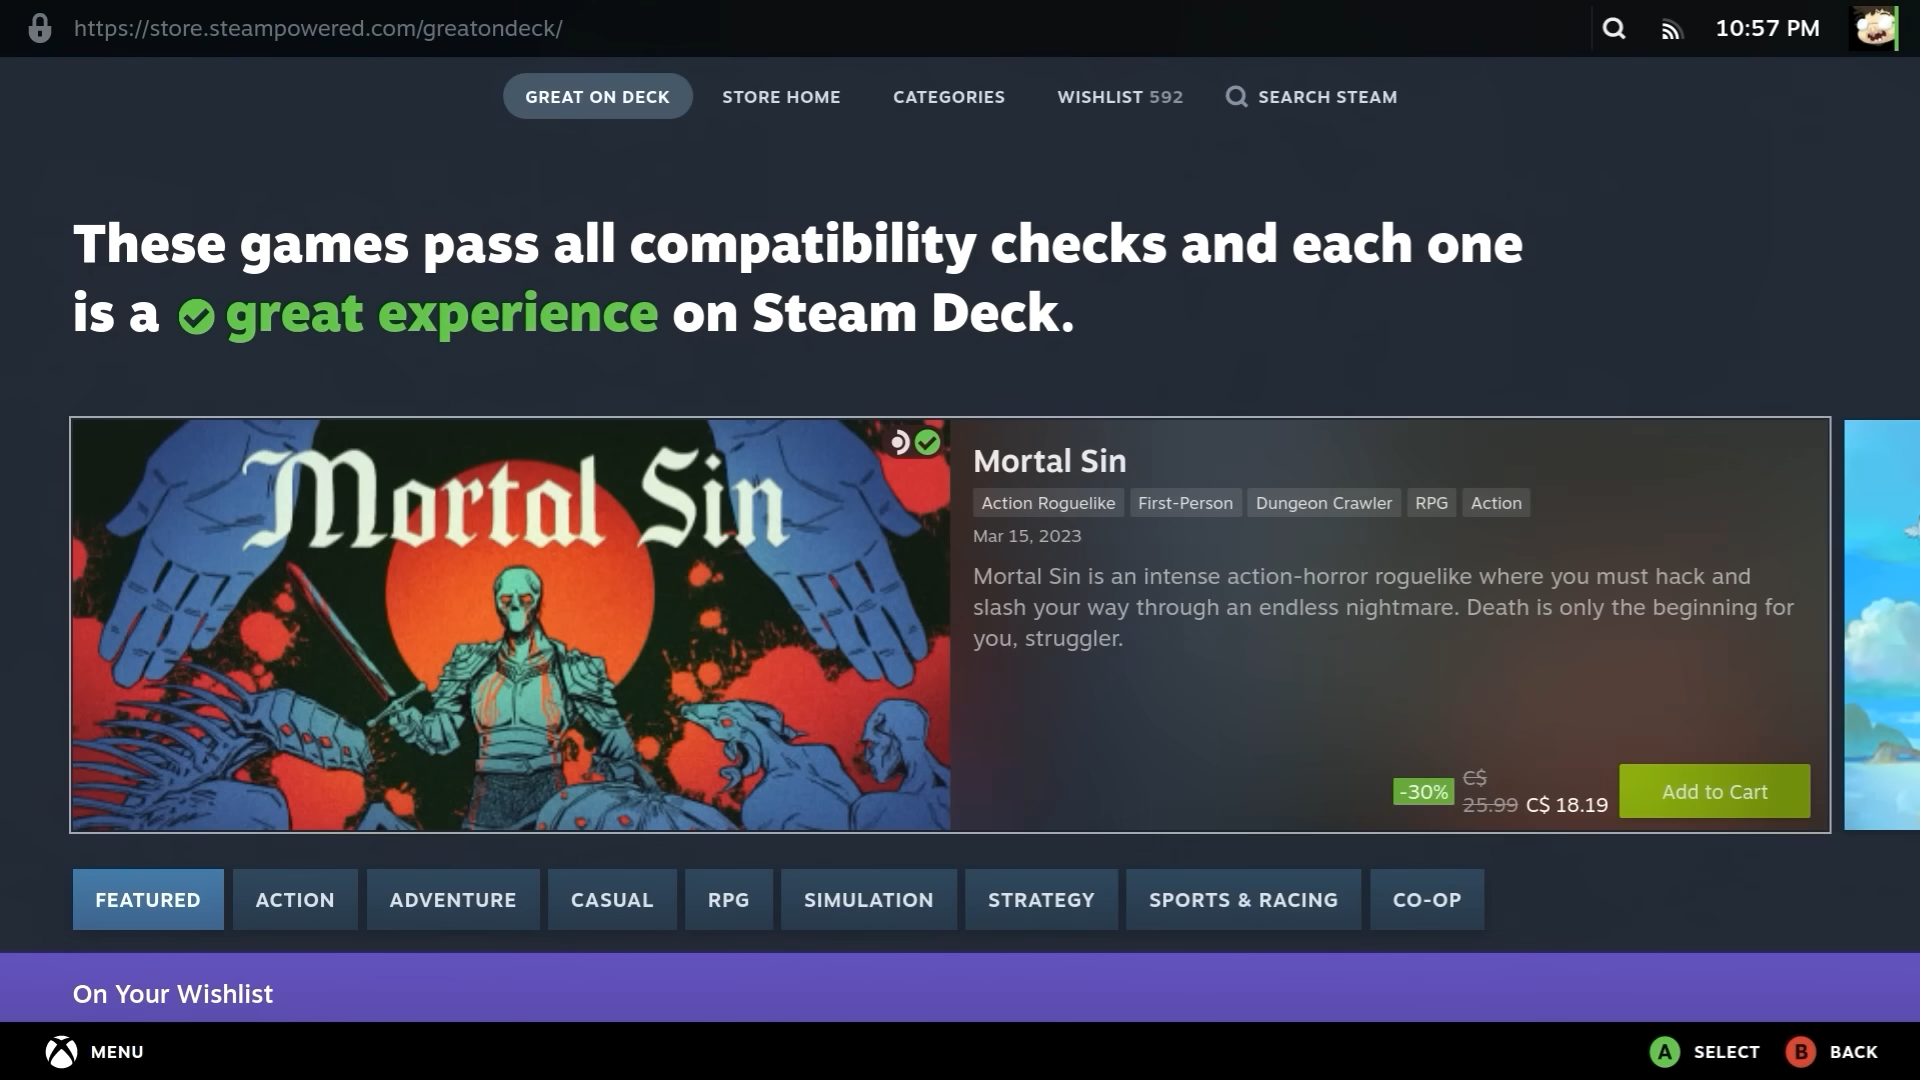 https://store.steampowered.com/greatondeck/
10:57 PM
GREAT ON DECK
STORE HOME
CATEGORIES
WISHLIST 592
SEARCH STEAM
These games pass all compatibility checks and each one
is a great experience on Steam Deck.
Mortal Sin
Mortal Sin
Action Roguelike
First-Person
Dungeon Crawler
RPG
Action
Mar 15, 2023
Mortal Sin is an intense action-horror roguelike where you must hack and
slash your way through an endless nightmare. Death is only the beginning for
you, struggler.
-30%
C$
25.99
C$ 18.19
Add to Cart
FEATURED
ACTION
ADVENTURE
CASUAL
RPG
SIMULATION
STRATEGY
SPORTS & RACING
CO-OP
On Your Wishlist
MENU
A SELECT
B BACK